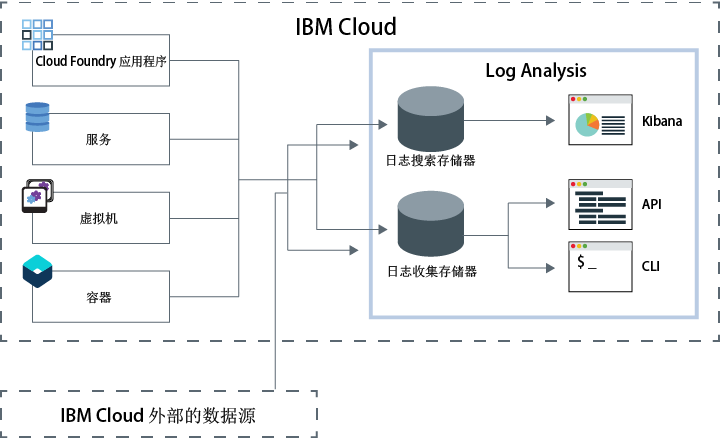 IBM Cloud
Cloud Foundry 应用程序
服务
虚拟机
容器
Log Analysis
日志搜索存储器
Kibana
日志收集存储器
API
$ _
CLI
IBM Cloud 外部的数据源